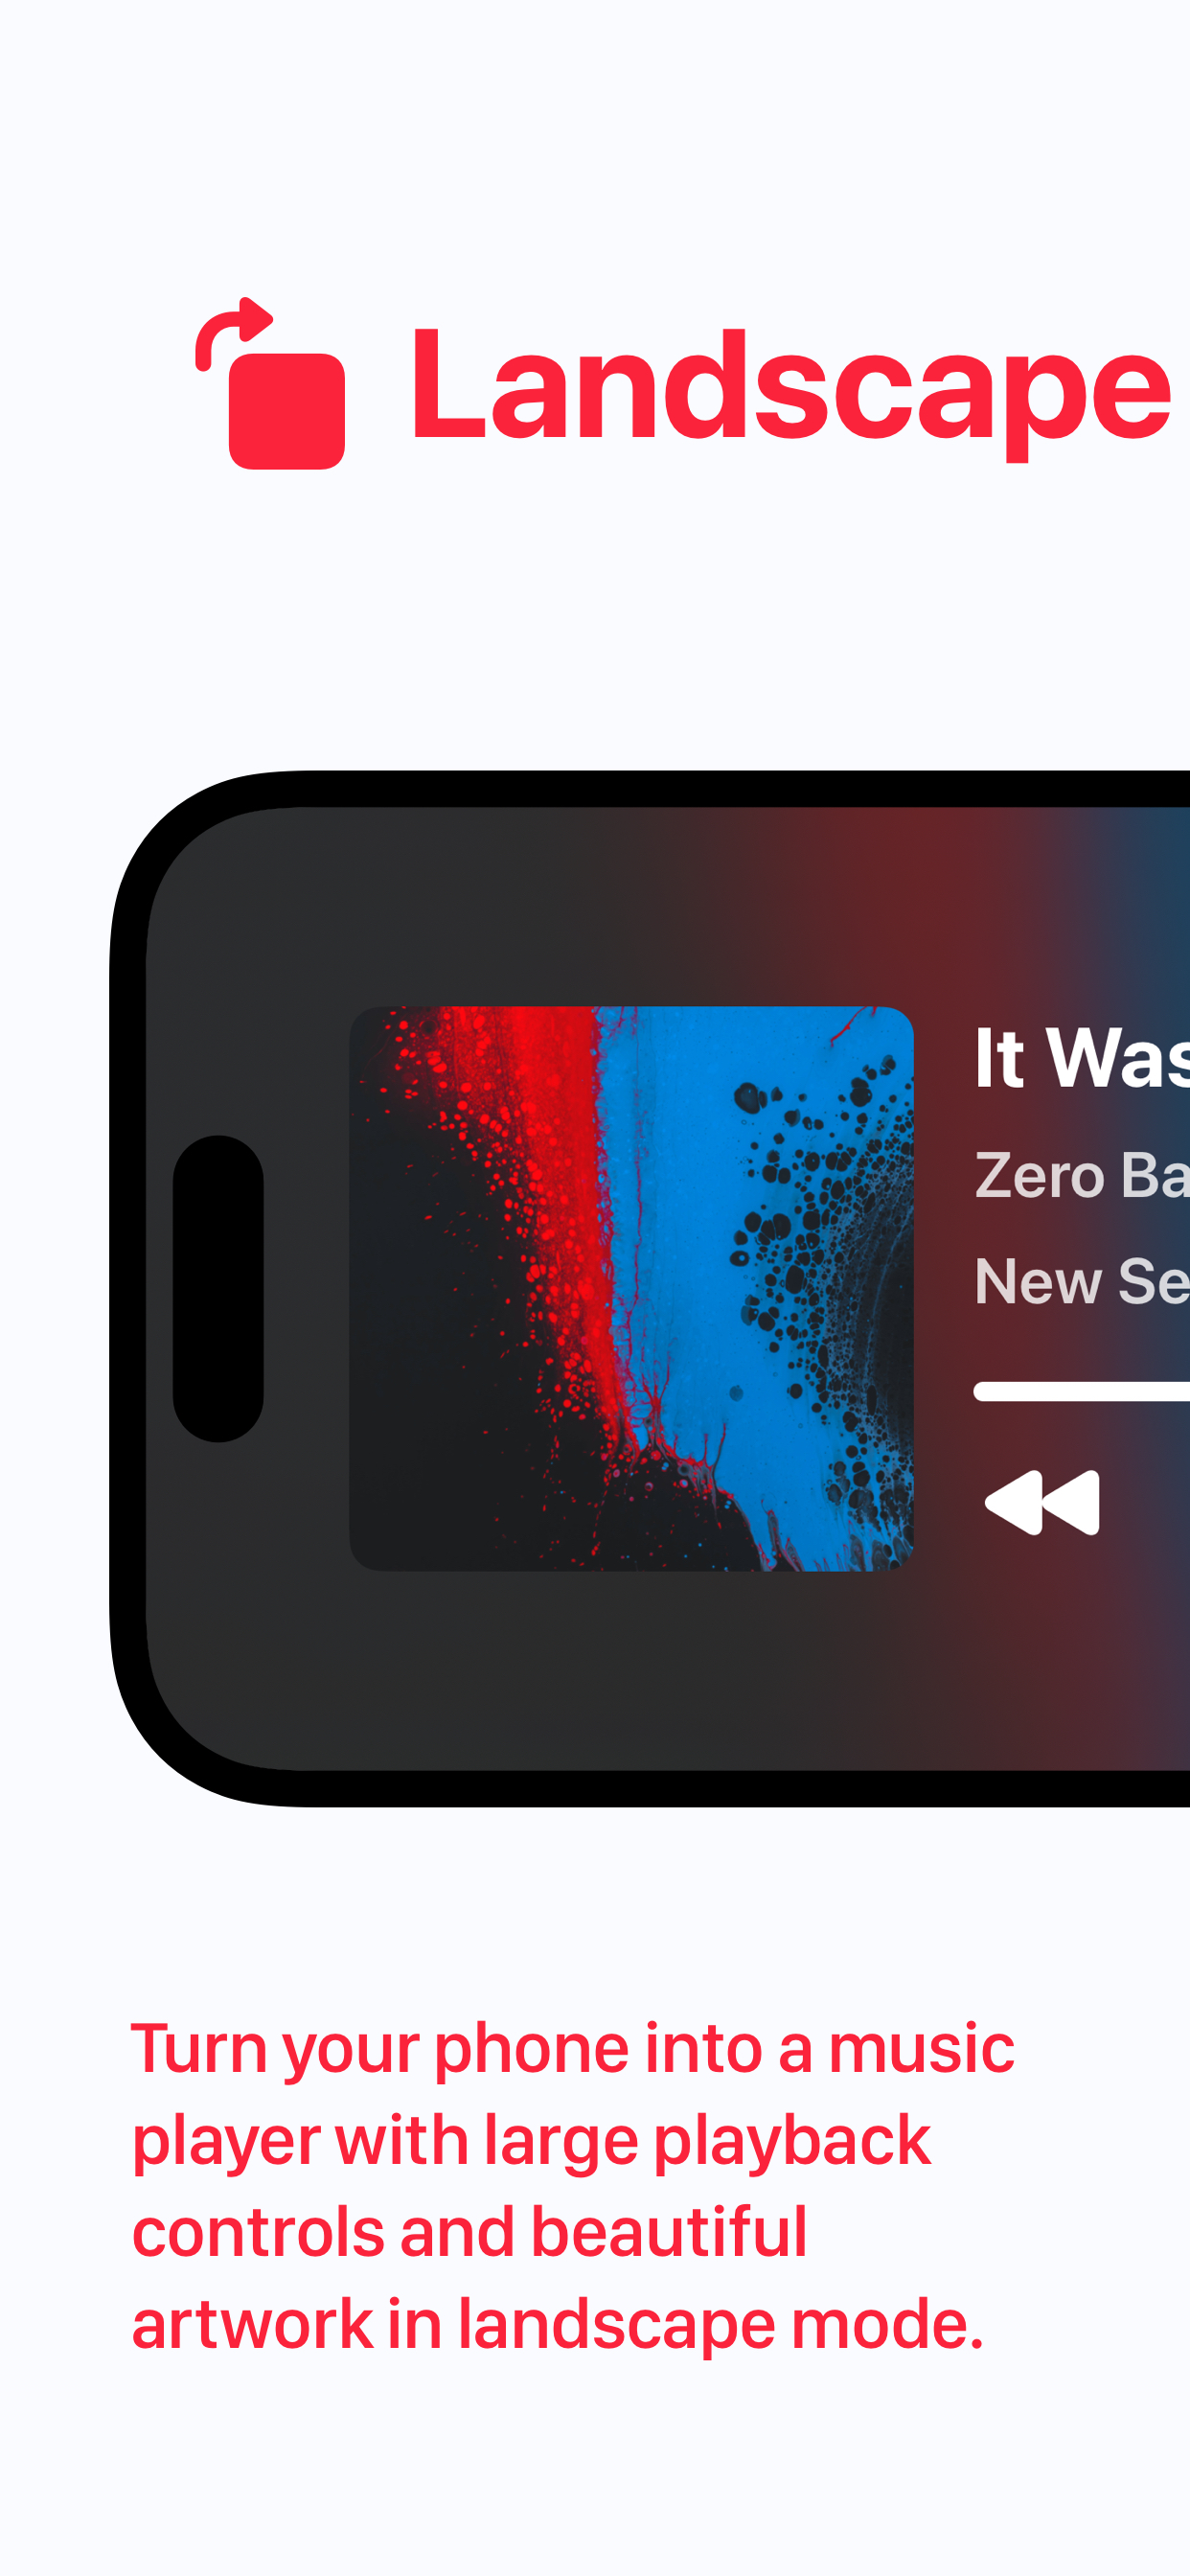 Landscape
It Was
Zero Ba
New Se
Turn your phone into a music
player with large playback
controls and beautiful
artwork in landscape mode.